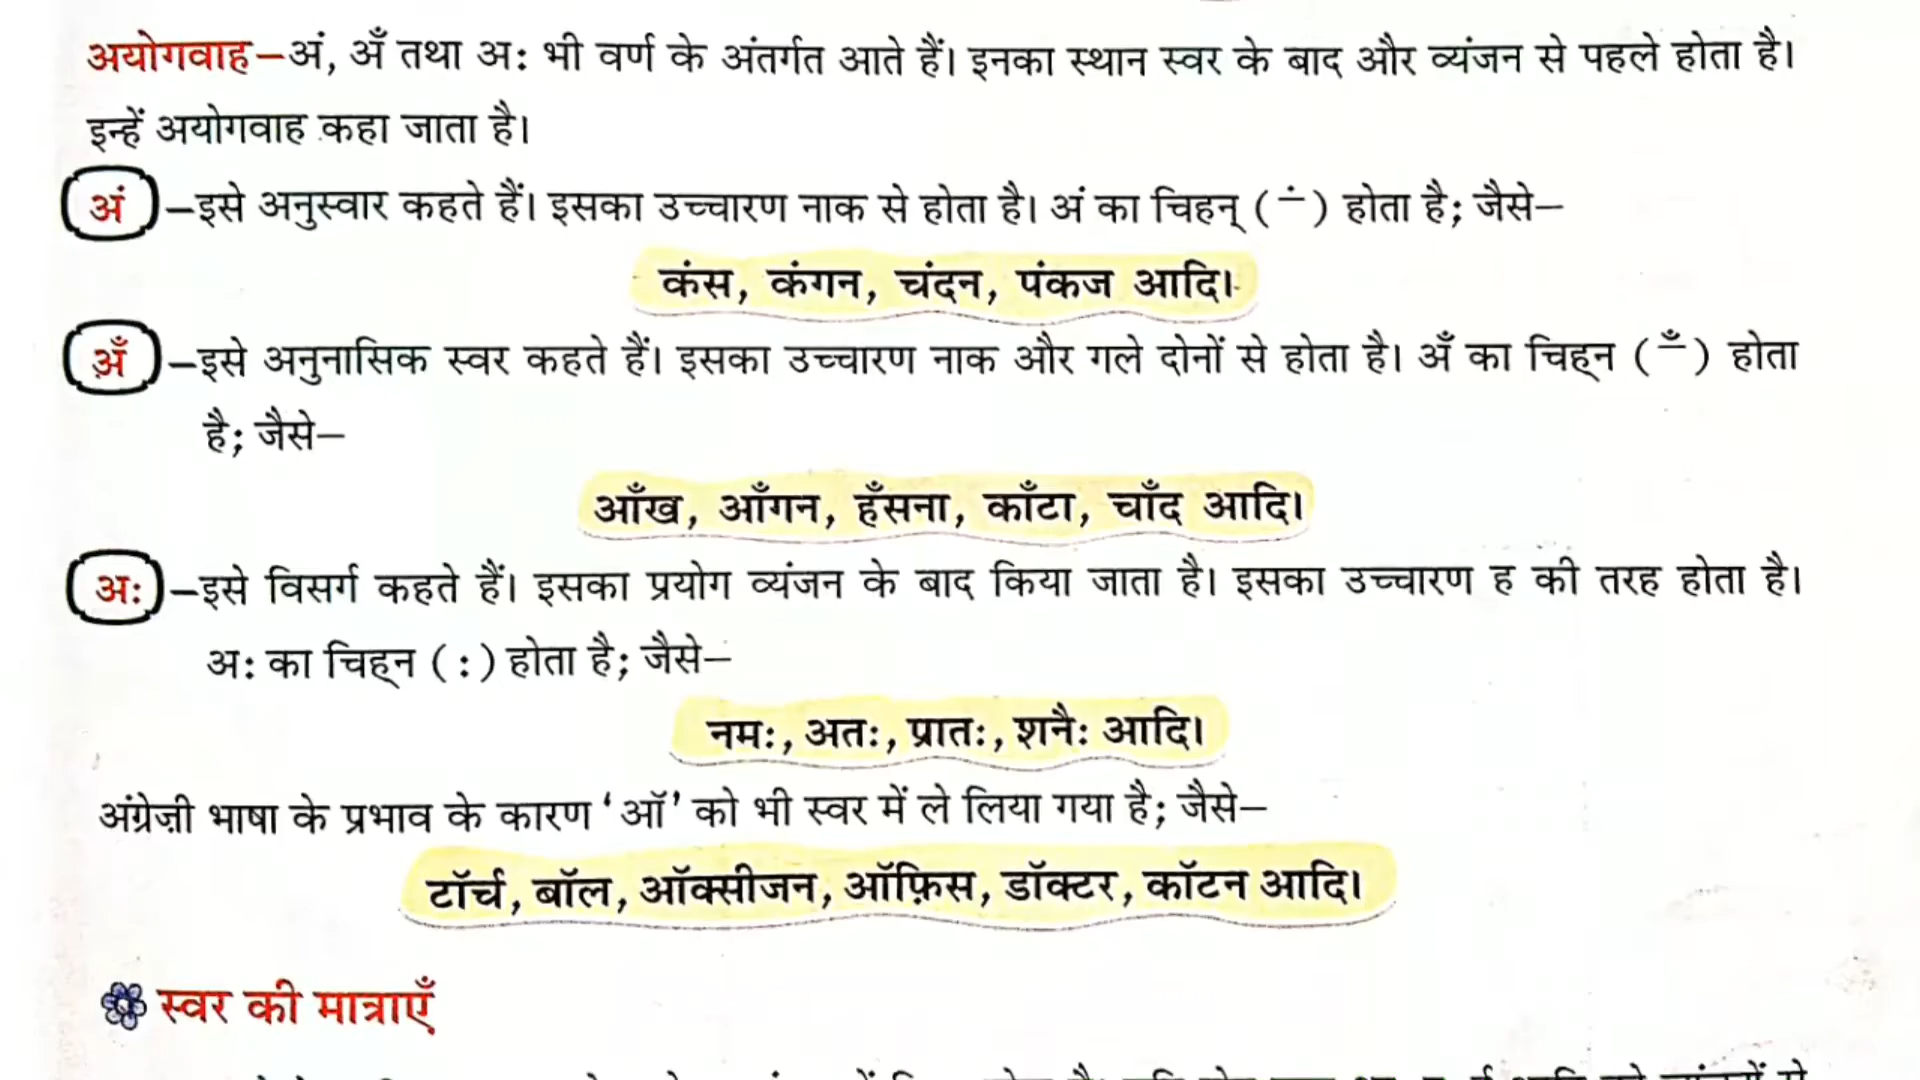 अयोगवाह–अं, अँ तथा अः भी वर्ण के अंतर्गत आते हैं। इनका स्थान स्वर के बाद और व्यंजन से पहले होता है।
इन्हें अयोगवाह कहा जाता है।
अं –इसे अनुस्वार कहते हैं। इसका उच्चारण नाक से होता है। अं का चिहन् ( ∸ ) होता है; जैसे–
कंस, कंगन, चंदन, पंकज आदि।
अँ –इसे अनुनासिक स्वर कहते हैं। इसका उच्चारण नाक और गले दोनों से होता है। अँ का चिह्न ( ँ ) होता
है; जैसे–
आँख, आँगन, हँसना, काँटा, चाँद आदि।
अः –इसे विसर्ग कहते हैं। इसका प्रयोग व्यंजन के बाद किया जाता है। इसका उच्चारण ह की तरह होता है।
अः का चिह्न ( : ) होता है; जैसे–
नमः, अतः, प्रातः, शनैः आदि।
अंग्रेज़ी भाषा के प्रभाव के कारण ‘ऑ’ को भी स्वर में ले लिया गया है; जैसे–
टॉर्च, बॉल, ऑक्सीजन, ऑफ़िस, डॉक्टर, कॉटन आदि।
स्वर की मात्राएँ